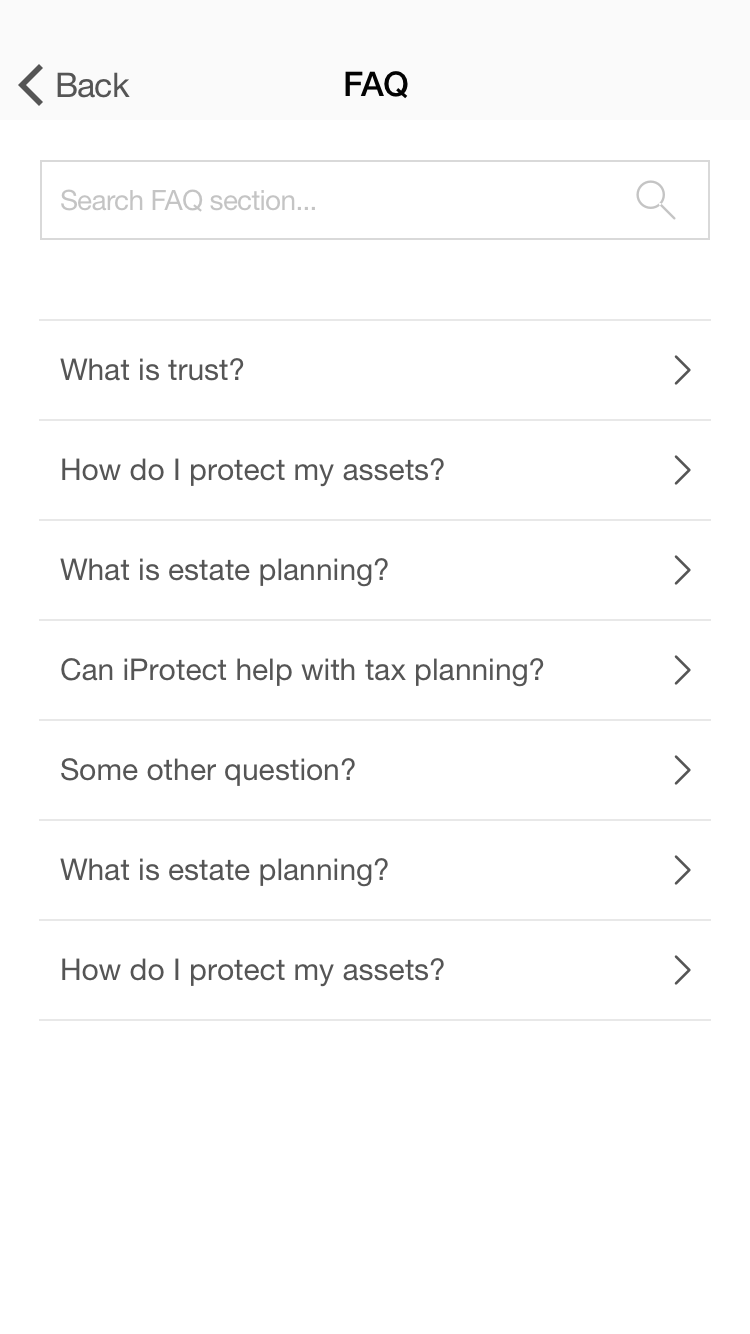 Back
FAQ
Search FAQ section...
What is trust?
How do I protect my assets?
What is estate planning?
Can iProtect help with tax planning?
Some other question?
What is estate planning?
How do I protect my assets?